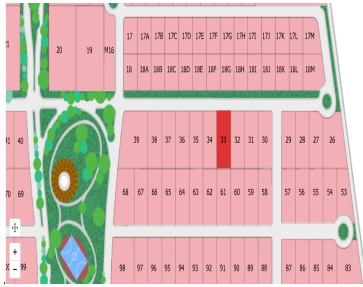 17 17A 17B 17C 17D 17E 17F 17G 17H 17I 17J 17K 17L 17M
20 19 M16
18 18A 18B 18C 18D 18E 18F 18G 18H 18I 18J 18K 18L 18M
41 40 39 38 37 36 35 34 33 32 31 30 29 28 27 26
70 69 68 67 66 65 64 63 62 61 60 59 58 57 56 55 54 53
99 98 97 96 95 94 93 92 91 90 89 88 87 86 85 84 83
+
−